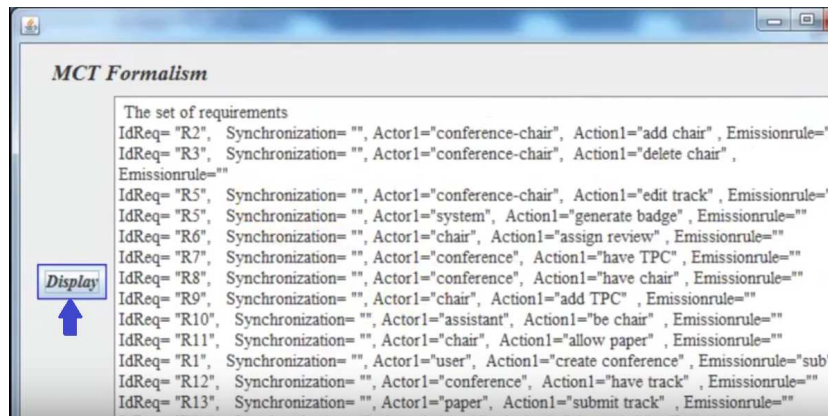 MCT Formalism
The set of requirements
IdReq= "R2", Synchronization= "", Actor1="conference-chair", Action1="add chair" , Emissionrule="
IdReq= "R3", Synchronization= "", Actor1="conference-chair", Action1="delete chair" ,
Emissionrule=""
IdReq= "R5", Synchronization= "", Actor1="conference-chair", Action1="edit track" , Emissionrule="
IdReq= "R5", Synchronization= "", Actor1="system", Action1="generate badge" , Emissionrule=""
IdReq= "R6", Synchronization= "", Actor1="chair", Action1="assign review" , Emissionrule=""
IdReq= "R7", Synchronization= "", Actor1="conference", Action1="have TPC" , Emissionrule=""
IdReq= "R8", Synchronization= "", Actor1="conference", Action1="have chair" , Emissionrule=""
Display
IdReq= "R9", Synchronization= "", Actor1="chair", Action1="add TPC" , Emissionrule=""
IdReq= "R10", Synchronization= "", Actor1="assistant", Action1="be chair" , Emissionrule=""
IdReq= "R11", Synchronization= "", Actor1="chair", Action1="allow paper" , Emissionrule=""
IdReq= "R1", Synchronization= "", Actor1="user", Action1="create conference" , Emissionrule="sub
IdReq= "R12", Synchronization= "", Actor1="conference", Action1="have track" , Emissionrule=""
IdReq= "R13", Synchronization= "", Actor1="paper", Action1="submit track" , Emissionrule=""